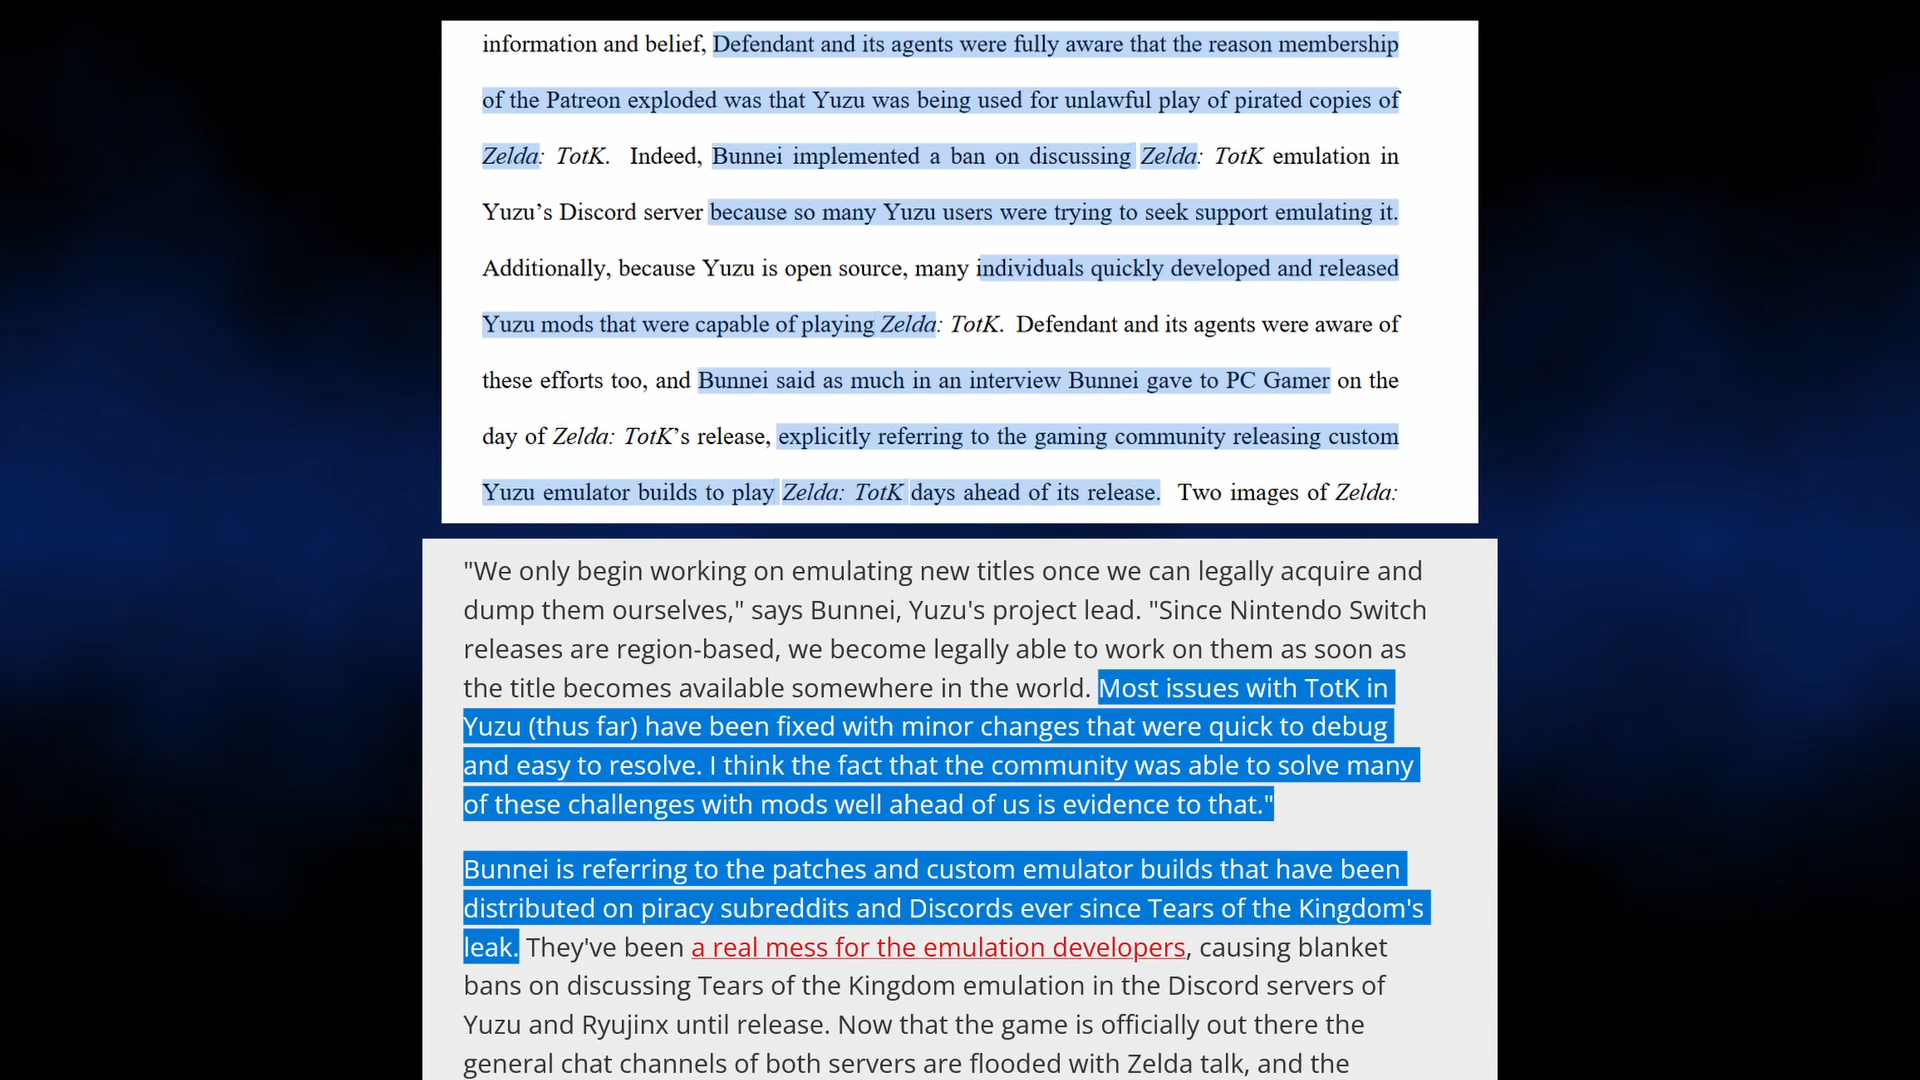 information and belief, Defendant and its agents were fully aware that the reason membership
of the Patreon exploded was that Yuzu was being used for unlawful play of pirated copies of
Zelda: TotK. Indeed, Bunnei implemented a ban on discussing Zelda: TotK emulation in
Yuzu’s Discord server because so many Yuzu users were trying to seek support emulating it.
Additionally, because Yuzu is open source, many individuals quickly developed and released
Yuzu mods that were capable of playing Zelda: TotK. Defendant and its agents were aware of
these efforts too, and Bunnei said as much in an interview Bunnei gave to PC Gamer on the
day of Zelda: TotK’s release, explicitly referring to the gaming community releasing custom
Yuzu emulator builds to play Zelda: TotK days ahead of its release. Two images of Zelda:
"We only begin working on emulating new titles once we can legally acquire and
dump them ourselves," says Bunnei, Yuzu's project lead. "Since Nintendo Switch
releases are region-based, we become legally able to work on them as soon as
the title becomes available somewhere in the world. Most issues with TotK in
Yuzu (thus far) have been fixed with minor changes that were quick to debug
and easy to resolve. I think the fact that the community was able to solve many
of these challenges with mods well ahead of us is evidence to that."
Bunnei is referring to the patches and custom emulator builds that have been
distributed on piracy subreddits and Discords ever since Tears of the Kingdom's
leak. They've been a real mess for the emulation developers, causing blanket
bans on discussing Tears of the Kingdom emulation in the Discord servers of
Yuzu and Ryujinx until release. Now that the game is officially out there the
general chat channels of both servers are flooded with Zelda talk, and the